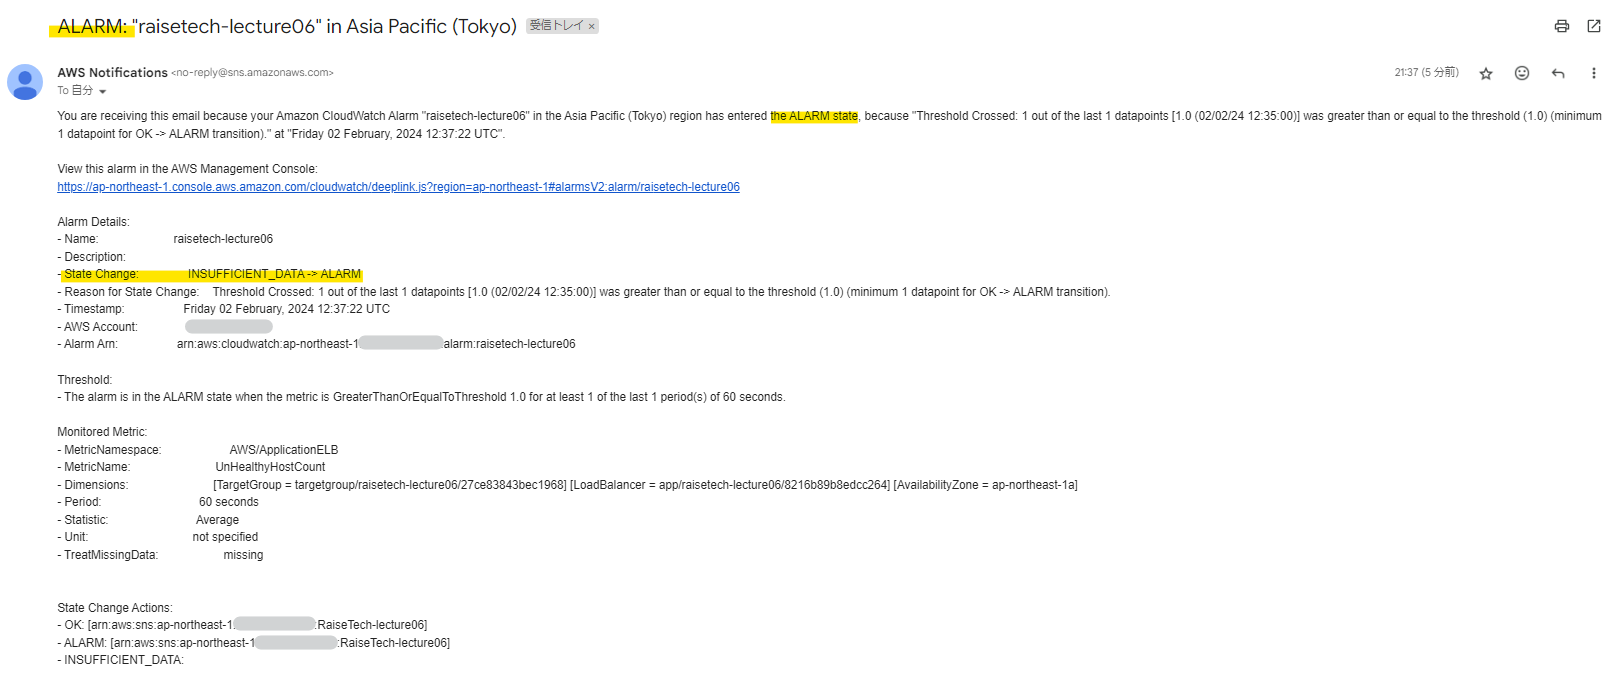 ALARM: "raisetech-lecture06" in Asia Pacific (Tokyo) 受信トレイ ×
AWS Notifications <no-reply@sns.amazonaws.com> 21:37 (5 分前)
To 自分
You are receiving this email because your Amazon CloudWatch Alarm "raisetech-lecture06" in the Asia Pacific (Tokyo) region has entered the ALARM state, because "Threshold Crossed: 1 out of the last 1 datapoints [1.0 (02/02/24 12:35:00)] was greater than or equal to the threshold (1.0) (minimum
1 datapoint for OK -> ALARM transition)." at "Friday 02 February, 2024 12:37:22 UTC".
View this alarm in the AWS Management Console:
https://ap-northeast-1.console.aws.amazon.com/cloudwatch/deeplink.js?region=ap-northeast-1#alarmsV2:alarm/raisetech-lecture06
Alarm Details:
- Name: raisetech-lecture06
- Description:
- State Change: INSUFFICIENT_DATA -> ALARM
- Reason for State Change: Threshold Crossed: 1 out of the last 1 datapoints [1.0 (02/02/24 12:35:00)] was greater than or equal to the threshold (1.0) (minimum 1 datapoint for OK -> ALARM transition).
- Timestamp: Friday 02 February, 2024 12:37:22 UTC
- AWS Account:
- Alarm Arn: arn:aws:cloudwatch:ap-northeast-1 alarm:raisetech-lecture06
Threshold:
- The alarm is in the ALARM state when the metric is GreaterThanOrEqualToThreshold 1.0 for at least 1 of the last 1 period(s) of 60 seconds.
Monitored Metric:
- MetricNamespace: AWS/ApplicationELB
- MetricName: UnHealthyHostCount
- Dimensions: [TargetGroup = targetgroup/raisetech-lecture06/27ce83843bec1968] [LoadBalancer = app/raisetech-lecture06/8216b89b8edcc264] [AvailabilityZone = ap-northeast-1a]
- Period: 60 seconds
- Statistic: Average
- Unit: not specified
- TreatMissingData: missing
State Change Actions:
- OK: [arn:aws:sns:ap-northeast-1: :RaiseTech-lecture06]
- ALARM: [arn:aws:sns:ap-northeast-1 :RaiseTech-lecture06]
- INSUFFICIENT_DATA: